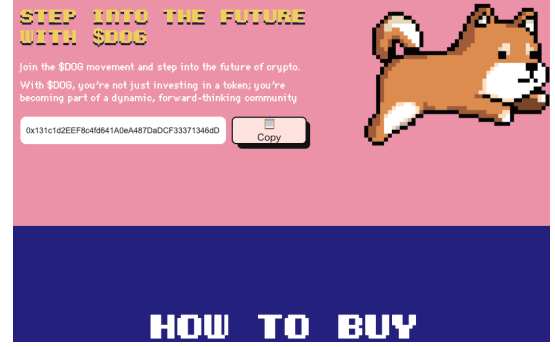 STEP INTO THE FUTURE
WITH $DOG
Join the $DOG movement and step into the future of crypto.
With $DOG, you're not just investing in a token; you're
becoming part of a dynamic, forward-thinking community
0x131c1d2EEF8c4fd641A0eA487DaDCF33371346dD
Copy
HOW TO BUY